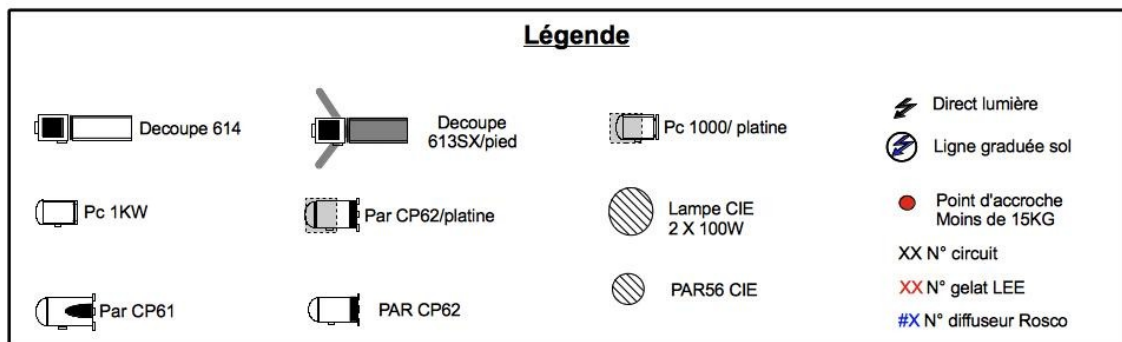 Légende
Decoupe 614
Decoupe
613SX/pied
Pc 1000/ platine
Direct lumière
Ligne graduée sol
Pc 1KW
Par CP62/platine
Lampe CIE
2 X 100W
Point d'accroche
Moins de 15KG
XX N° circuit
Par CP61
PAR CP62
PAR56 CIE
XX N° gelat LEE
#X N° diffuseur Rosco